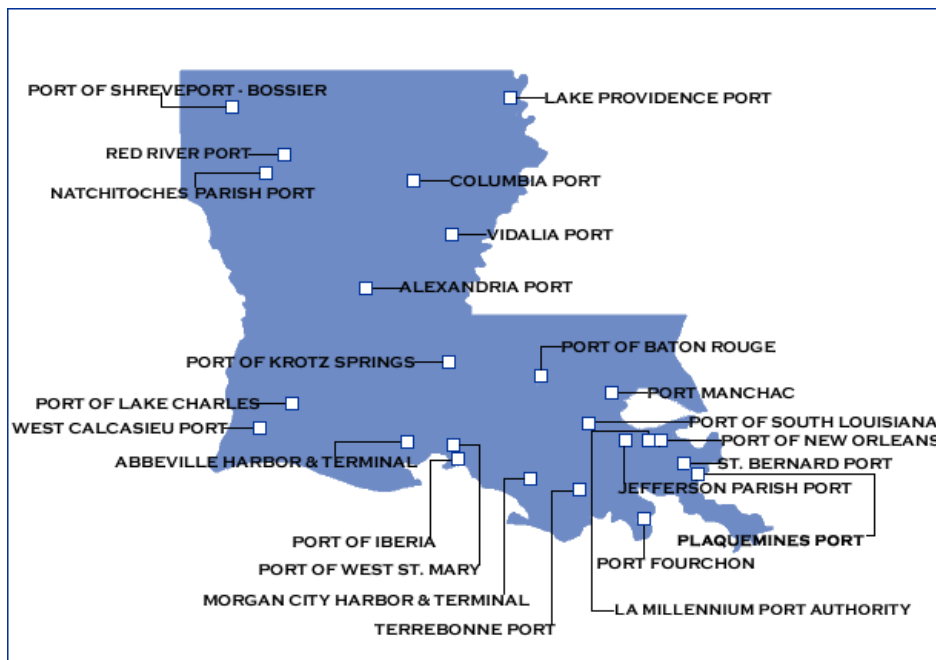 PORT OF SHREVEPORT - BOSSIER
LAKE PROVIDENCE PORT
RED RIVER PORT
NATCHITOCHES PARISH PORT
COLUMBIA PORT
VIDALIA PORT
ALEXANDRIA PORT
PORT OF BATON ROUGE
PORT OF KROTZ SPRINGS
PORT MANCHAC
PORT OF LAKE CHARLES
PORT OF SOUTH LOUISIANA
WEST CALCASIEU PORT
PORT OF NEW ORLEANS
ABBEVILLE HARBOR & TERMINAL
ST. BERNARD PORT
JEFFERSON PARISH PORT
PORT OF IBERIA
PLAQUEMINES PORT
PORT OF WEST ST. MARY
PORT FOURCHON
MORGAN CITY HARBOR & TERMINAL
LA MILLENNIUM PORT AUTHORITY
TERREBONNE PORT